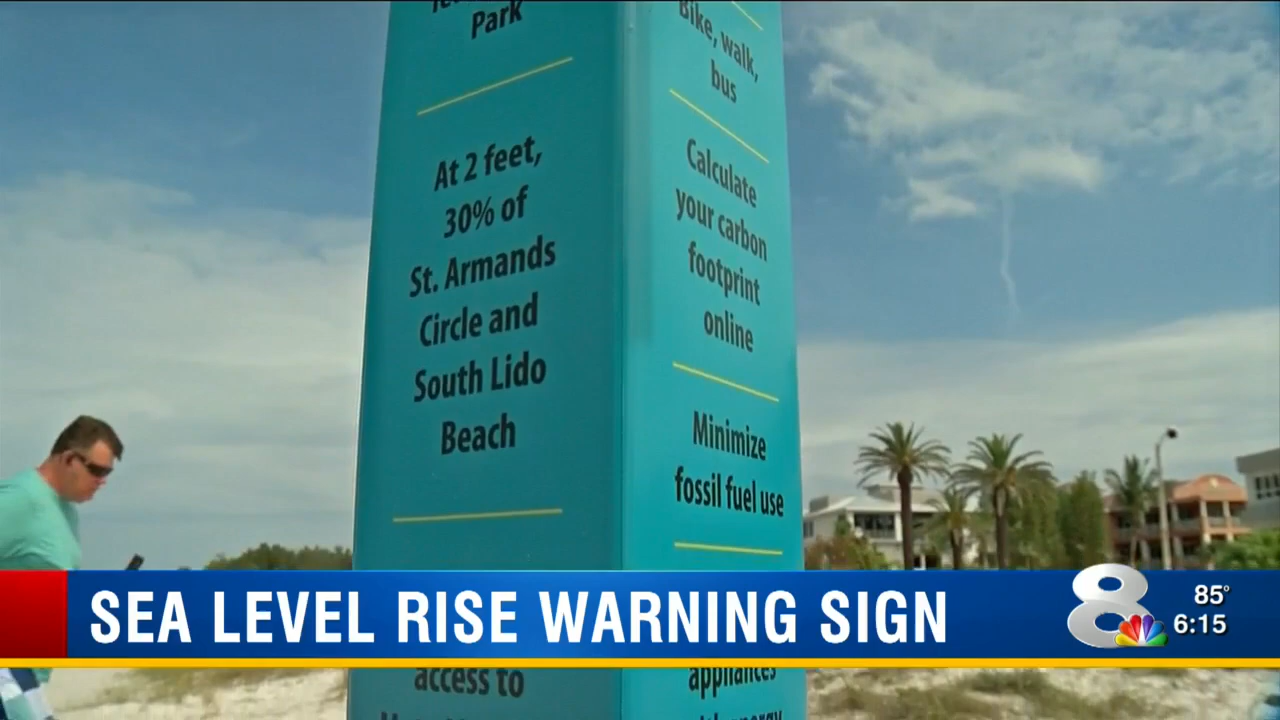 Park
At 2 feet,
30% of
St. Armands
Circle and
South Lido
Beach
access to
Bike, walk,
bus
Calculate
your carbon
footprint
online
Minimize
fossil fuel use
appliances
SEA LEVEL RISE WARNING SIGN
8
85°
6:15